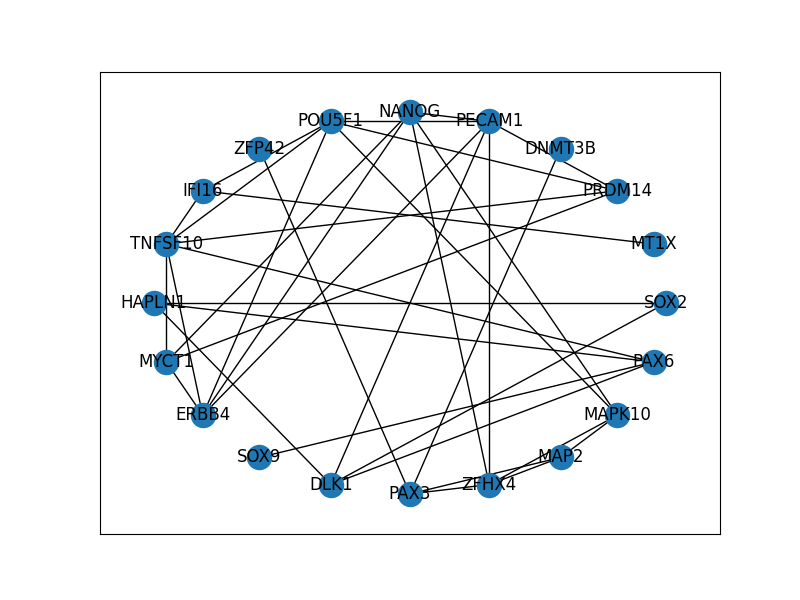 NANOG
POU5F1
PECAM1
ZFP42
DNMT3B
IFI16
PRDM14
TNFSF10
MT1X
HAPLN1
SOX2
MYCT1
PAX6
ERBB4
MAPK10
SOX9
MAP2
DLK1
ZFHX4
PAX3